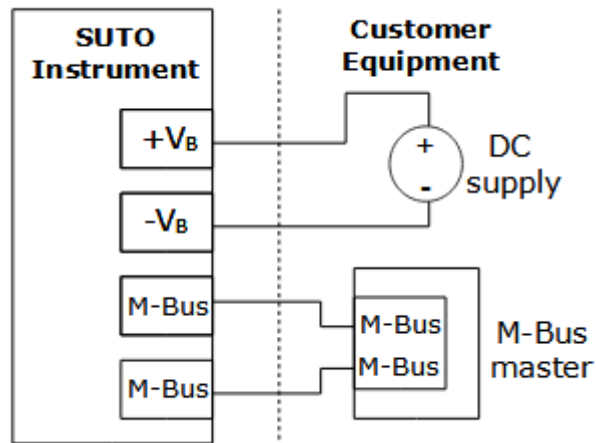 SUTO
Instrument
Customer
Equipment
+VB
+
-
DC
supply
-VB
M-Bus
M-Bus
M-Bus
M-Bus
M-Bus
master